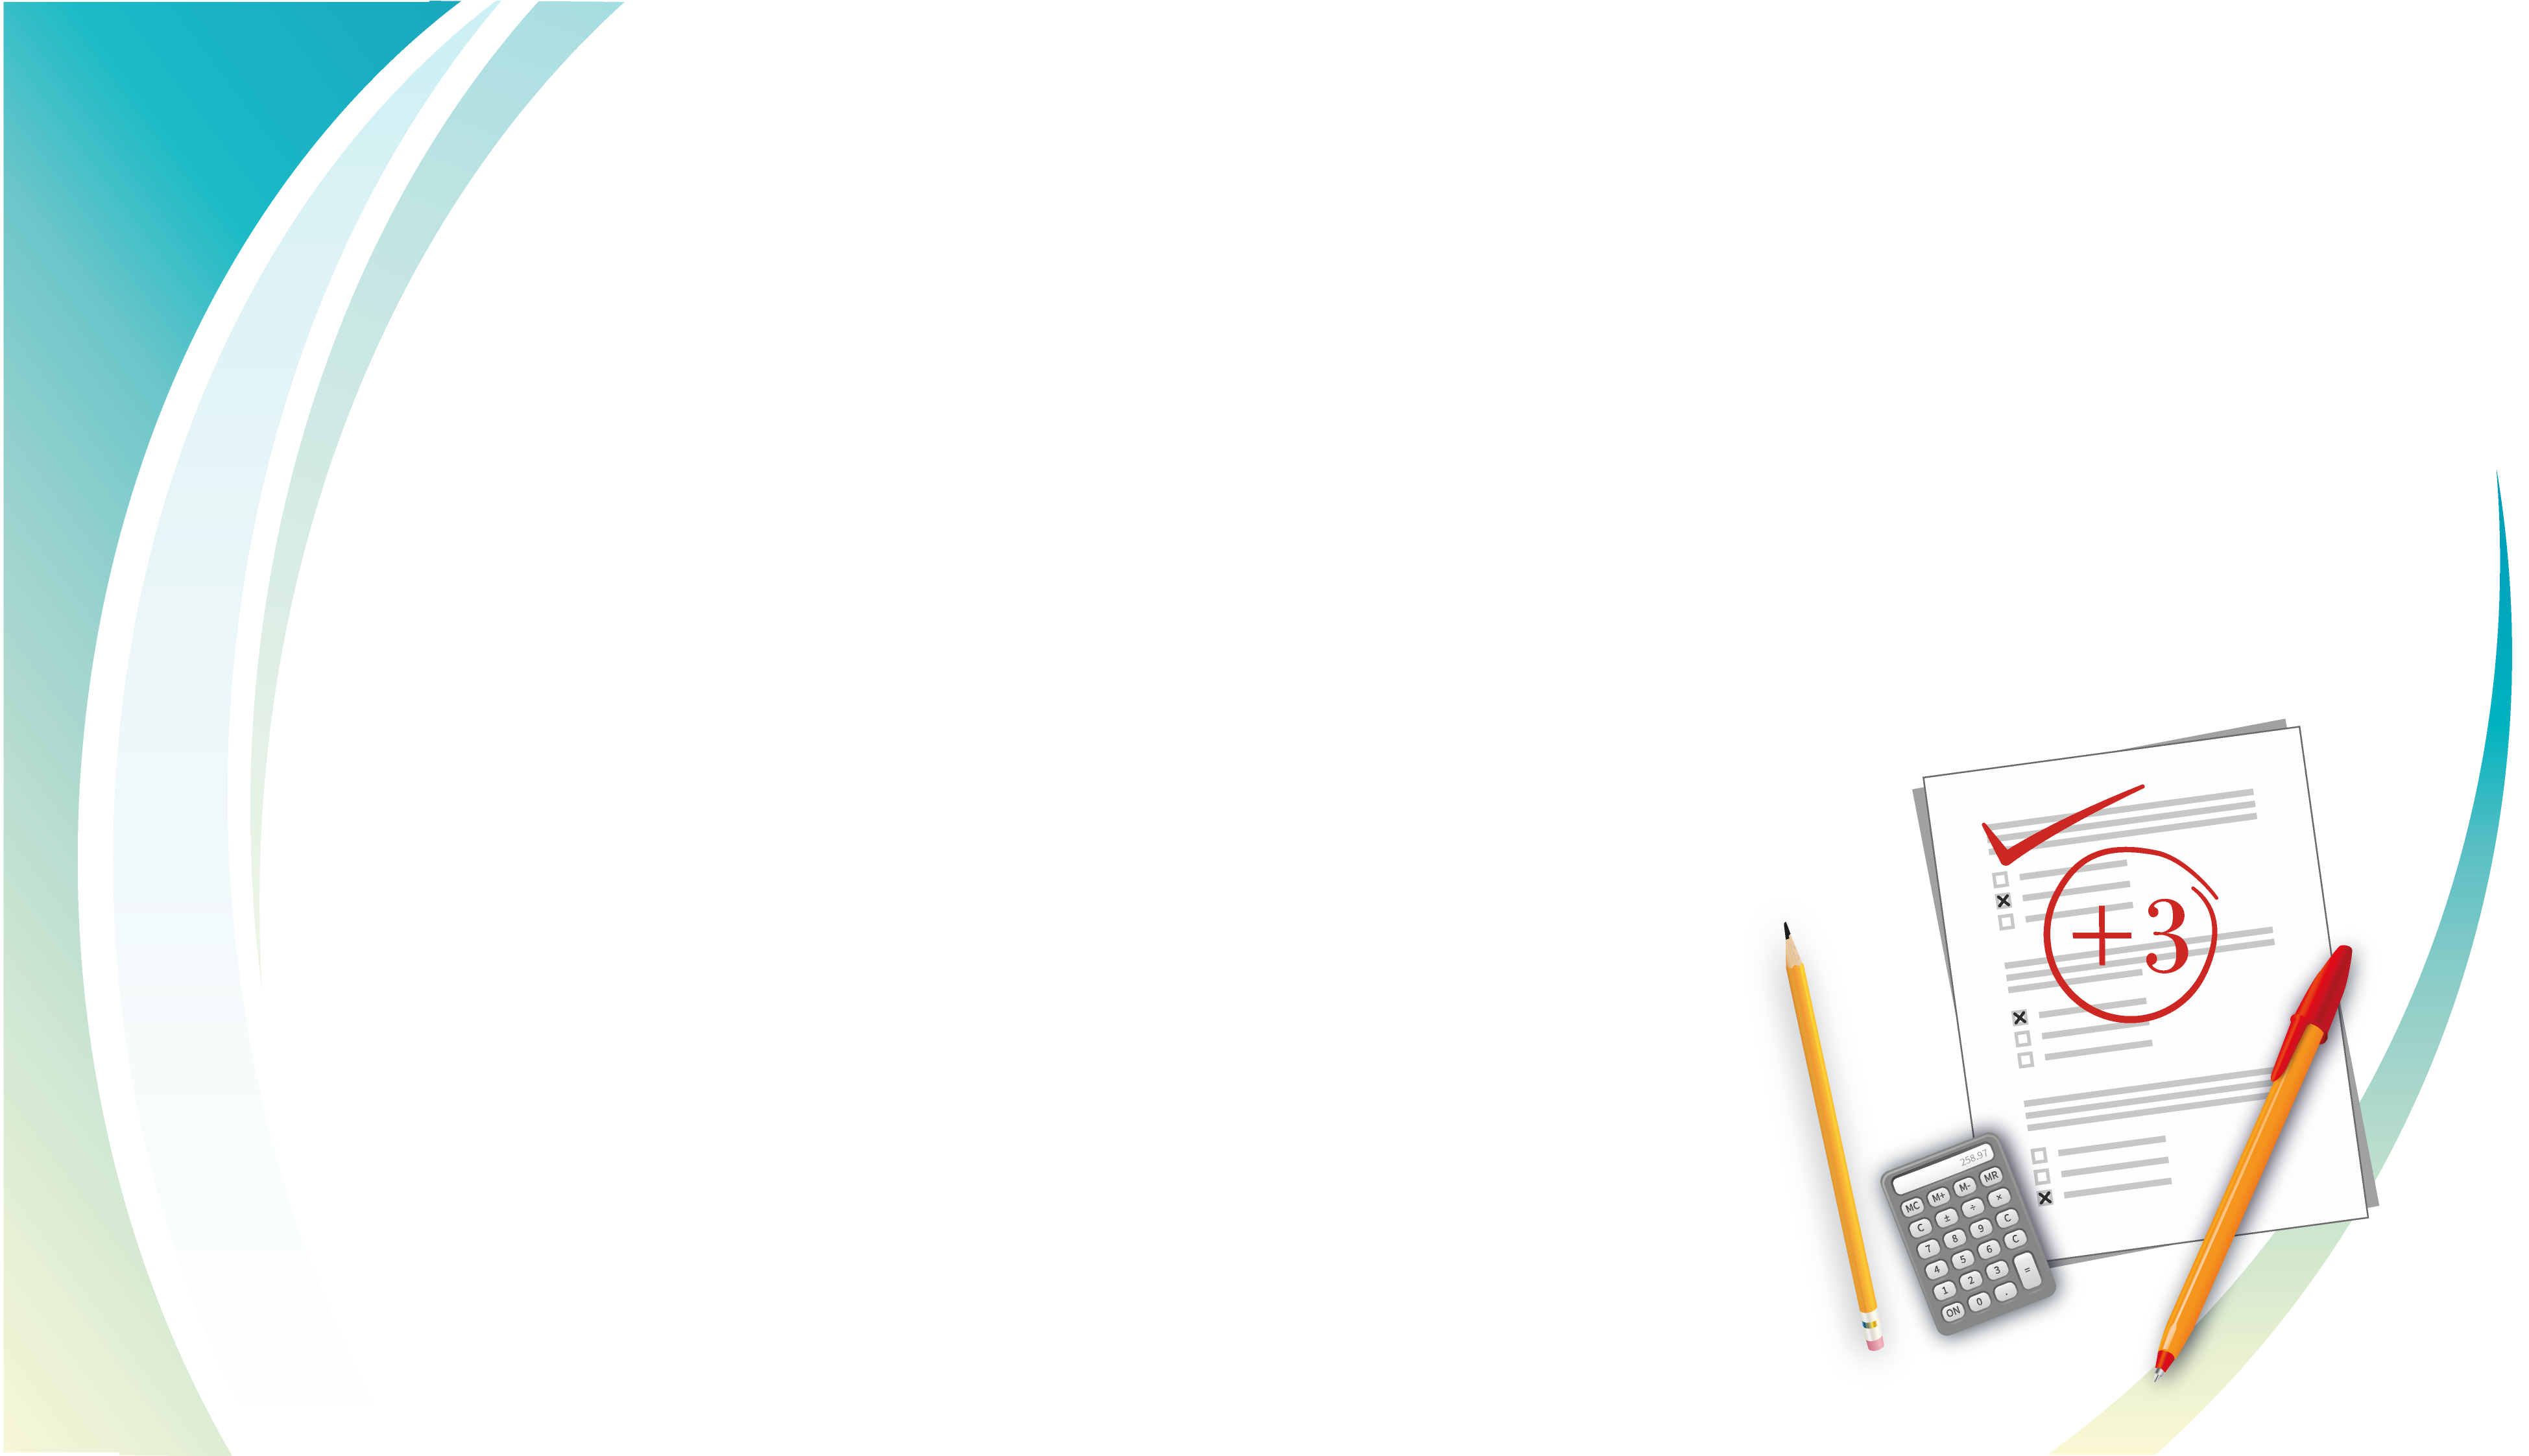 +3
258.97
MC M+ M- MR
C ± ÷ ×
7 8 9 C
4 5 6 C
1 2 3 =
ON 0 .